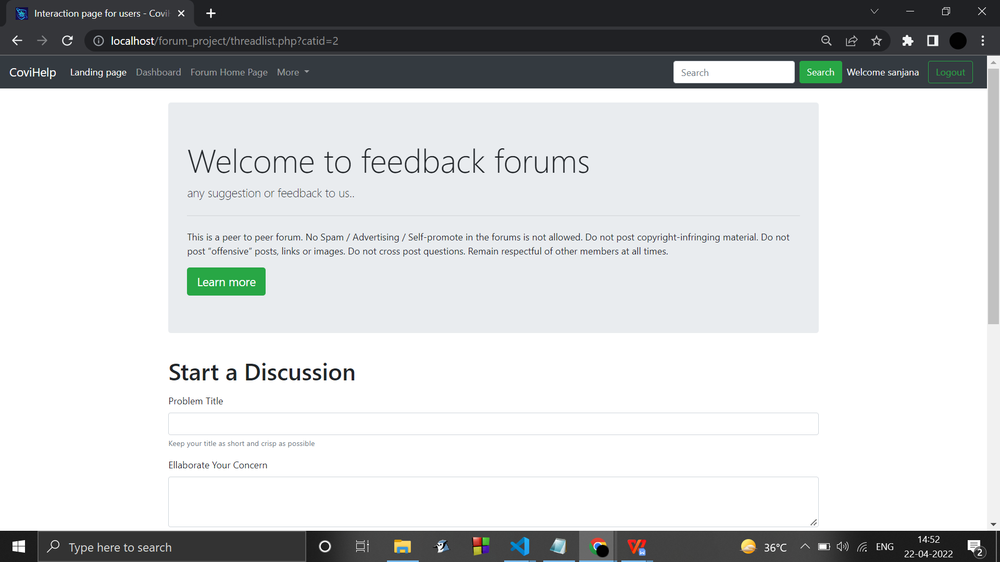 Interaction page for users - Covi
localhost/forum_project/threadlist.php?catid=2
CoviHelp Landing page Dashboard Forum Home Page More Search Search Welcome sanjana Logout
Welcome to feedback forums
any suggestion or feedback to us..
This is a peer to peer forum. No Spam / Advertising / Self-promote in the forums is not allowed. Do not post copyright-infringing material. Do not
post “offensive” posts, links or images. Do not cross post questions. Remain respectful of other members at all times.
Learn more
Start a Discussion
Problem Title
Keep your title as short and crisp as possible
Ellaborate Your Concern
Type here to search
36°C
ENG
14:52
22-04-2022
2